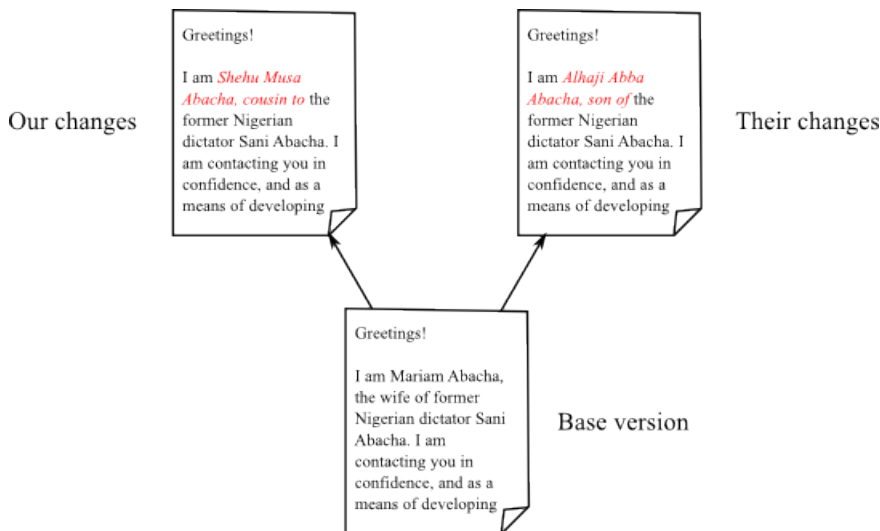 Our changes
Greetings!
I am Shehu Musa
Abacha, cousin to the
former Nigerian
dictator Sani Abacha. I
am contacting you in
confidence, and as a
means of developing
Greetings!
I am Alhaji Abba
Abacha, son of the
former Nigerian
dictator Sani Abacha. I
am contacting you in
confidence, and as a
means of developing
Their changes
Greetings!
I am Mariam Abacha,
the wife of former
Nigerian dictator Sani
Abacha. I am
contacting you in
confidence, and as a
means of developing
Base version